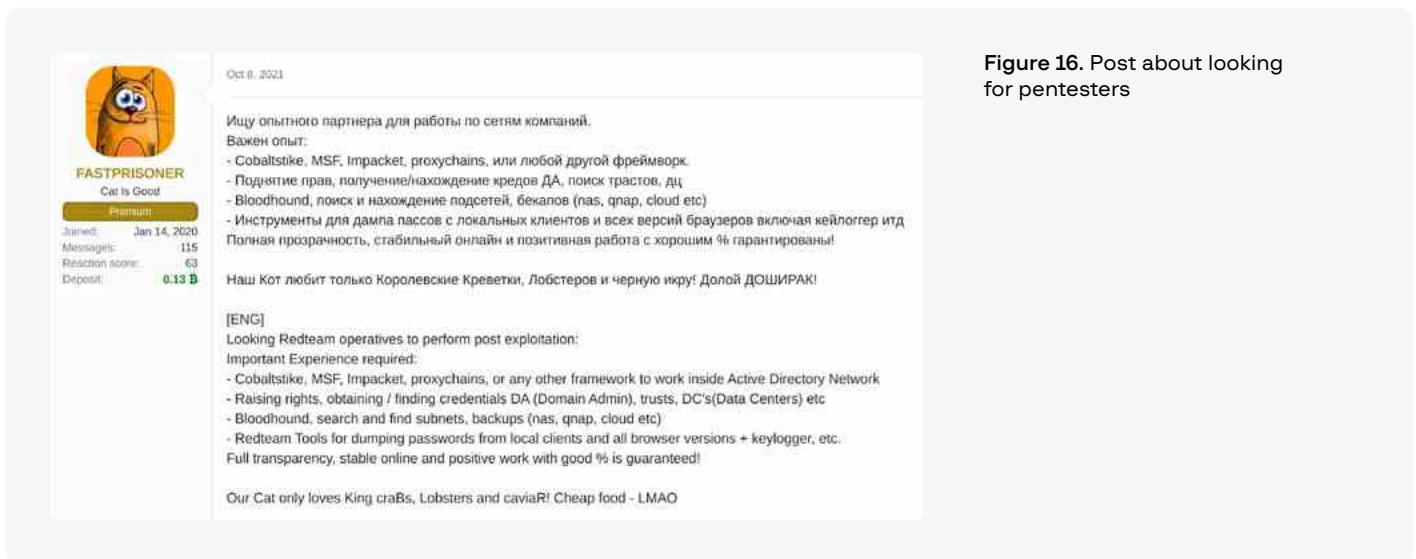 Oct 8, 2021
FASTPRISONER
Cat Is Good
Premium
Joined: Jan 14, 2020
Messages: 115
Reaction score: 63
Deposit: 0.13 ₿
Ищу опытного партнера для работы по сетям компаний.
Важен опыт:
- Cobaltstike, MSF, Impacket, proxychains, или любой другой фреймворк.
- Поднятие прав, получение/нахождение кредов ДА, поиск трастов, дц
- Bloodhound, поиск и нахождение подсетей, бекапов (nas, qnap, cloud etc)
- Инструменты для дампа пассов с локальных клиентов и всех версий браузеров включая кейлоггер итд
Полная прозрачность, стабильный онлайн и позитивная работа с хорошим % гарантированы!
Наш Кот любит только Королевские Креветки, Лобстеров и черную икру! Долой ДОШИРАК!
[ENG]
Looking Redteam operatives to perform post exploitation:
Important Experience required:
- Cobaltstike, MSF, Impacket, proxychains, or any other framework to work inside Active Directory Network
- Raising rights, obtaining / finding credentials DA (Domain Admin), trusts, DC's(Data Centers) etc
- Bloodhound, search and find subnets, backups (nas, qnap, cloud etc)
- Redteam Tools for dumping passwords from local clients and all browser versions + keylogger, etc.
Full transparency, stable online and positive work with good % is guaranteed!
Our Cat only loves King craBs, Lobsters and caviaR! Cheap food - LMAO
Figure 16. Post about looking
for pentesters